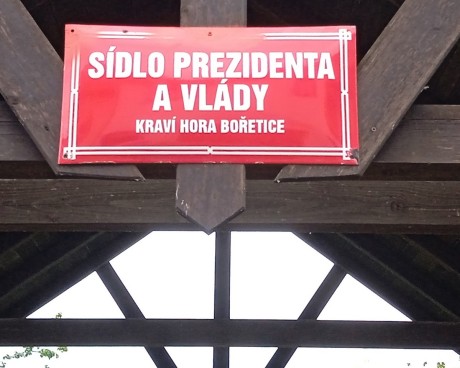 SÍDLO PREZIDENTA
A VLÁDY
KRAVÍ HORA BOŘETICE